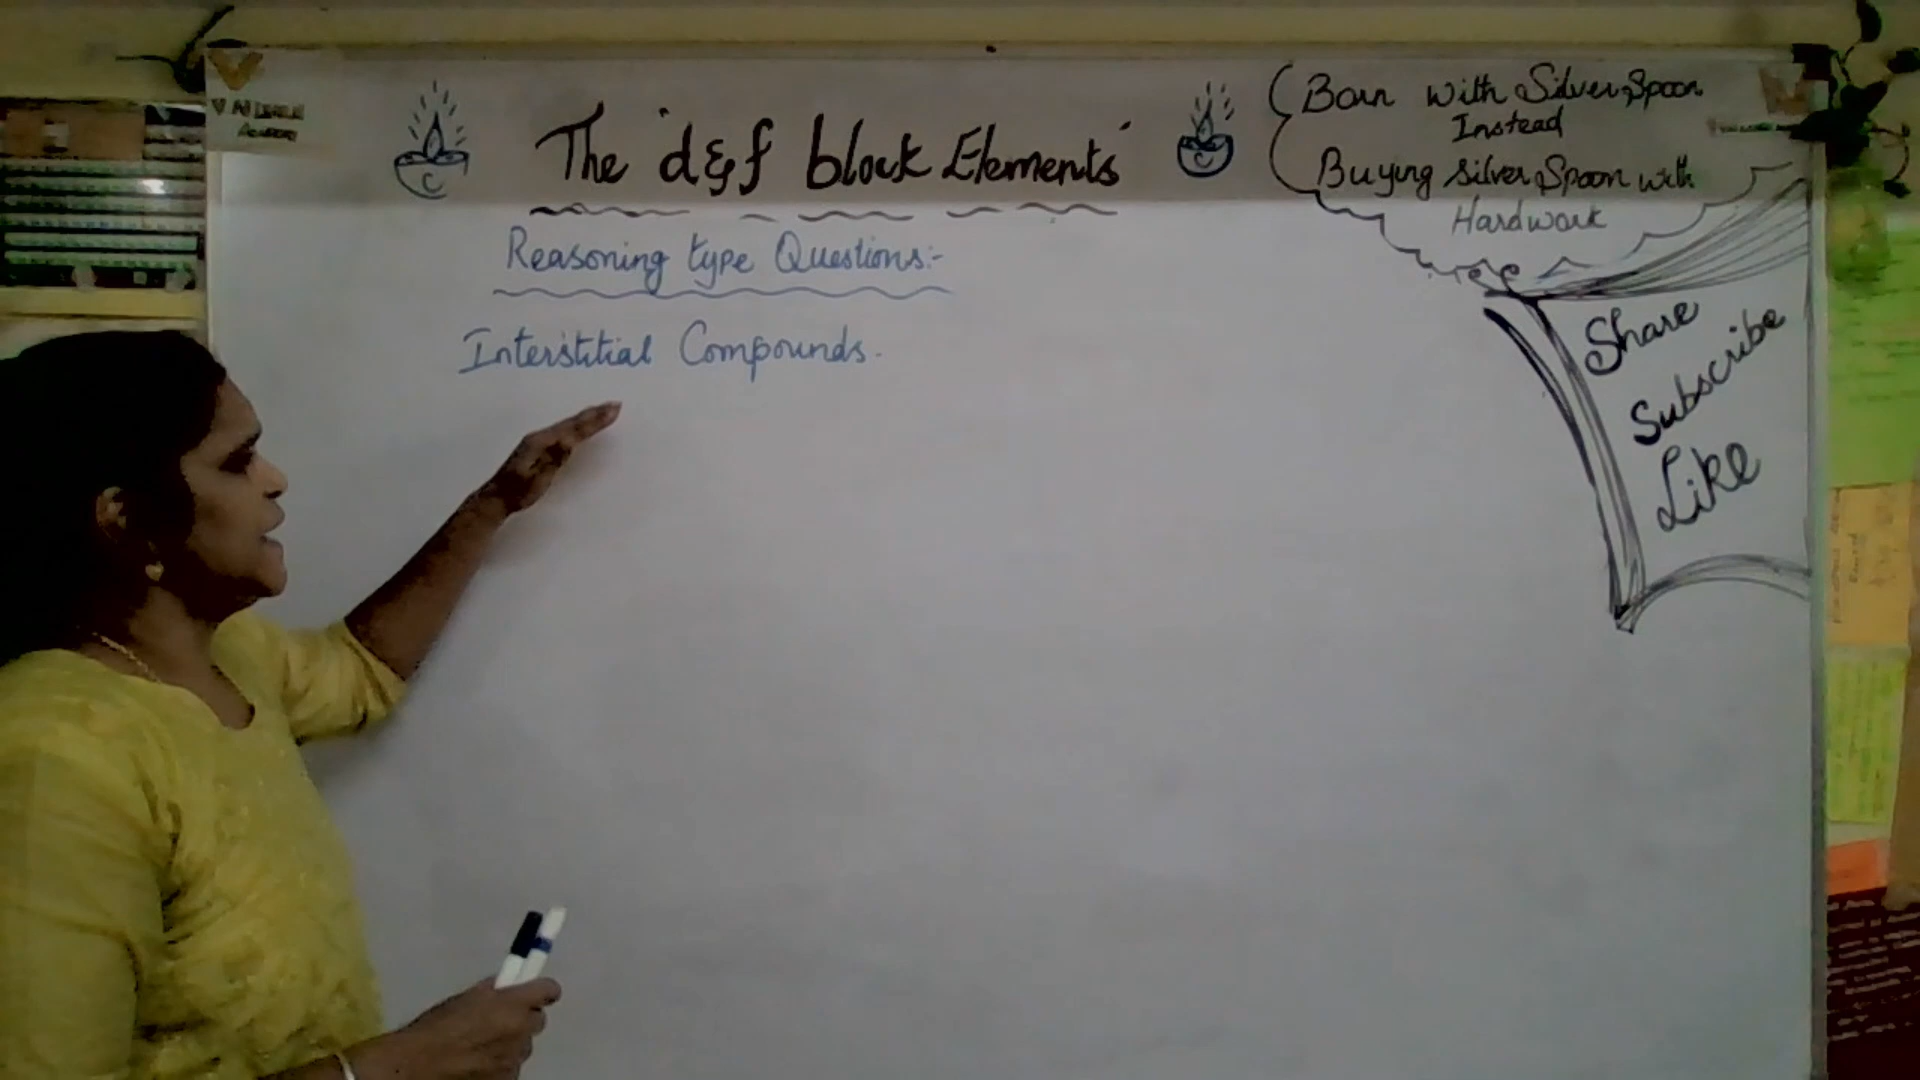 The 'd & f block Elements'
Reasoning type Questions:-
Interstitial Compounds.
Born with Silver Spoon
Instead
Buying Silver Spoon with
Hardwork
Share
Subscribe
Like